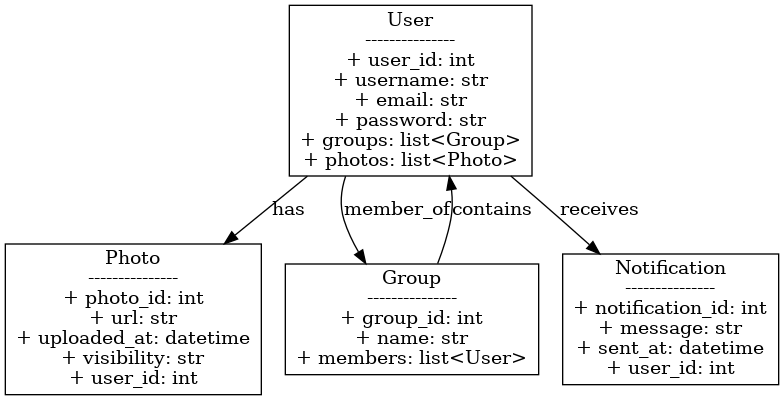 User
---------------
+ user_id: int
+ username: str
+ email: str
+ password: str
+ groups: list<Group>
+ photos: list<Photo>
has
member_of
contains
receives
Photo
---------------
+ photo_id: int
+ url: str
+ uploaded_at: datetime
+ visibility: str
+ user_id: int
Group
---------------
+ group_id: int
+ name: str
+ members: list<User>
Notification
---------------
+ notification_id: int
+ message: str
+ sent_at: datetime
+ user_id: int